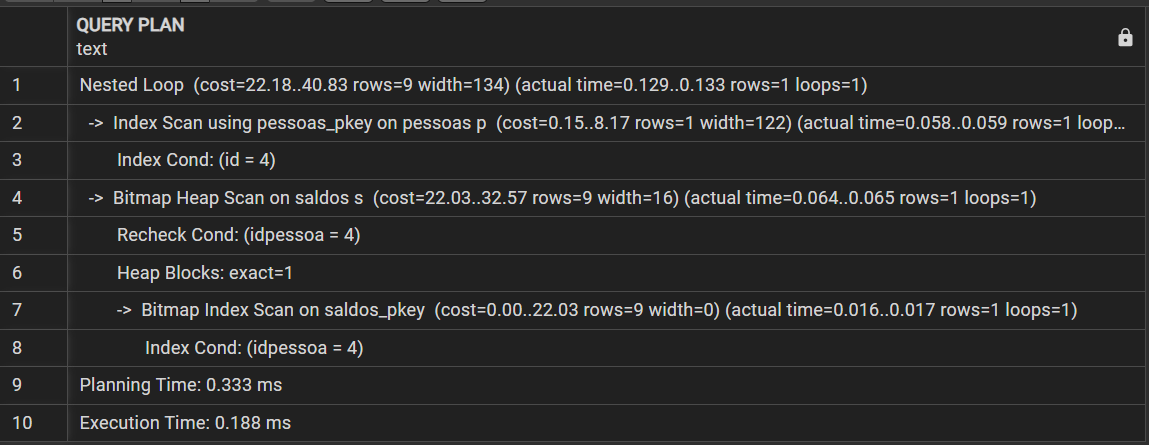 QUERY PLAN
text
1 Nested Loop (cost=22.18..40.83 rows=9 width=134) (actual time=0.129..0.133 rows=1 loops=1)
2 -> Index Scan using pessoas_pkey on pessoas p (cost=0.15..8.17 rows=1 width=122) (actual time=0.058..0.059 rows=1 loop...
3 Index Cond: (id = 4)
4 -> Bitmap Heap Scan on saldos s (cost=22.03..32.57 rows=9 width=16) (actual time=0.064..0.065 rows=1 loops=1)
5 Recheck Cond: (idpessoa = 4)
6 Heap Blocks: exact=1
7 -> Bitmap Index Scan on saldos_pkey (cost=0.00..22.03 rows=9 width=0) (actual time=0.016..0.017 rows=1 loops=1)
8 Index Cond: (idpessoa = 4)
9 Planning Time: 0.333 ms
10 Execution Time: 0.188 ms